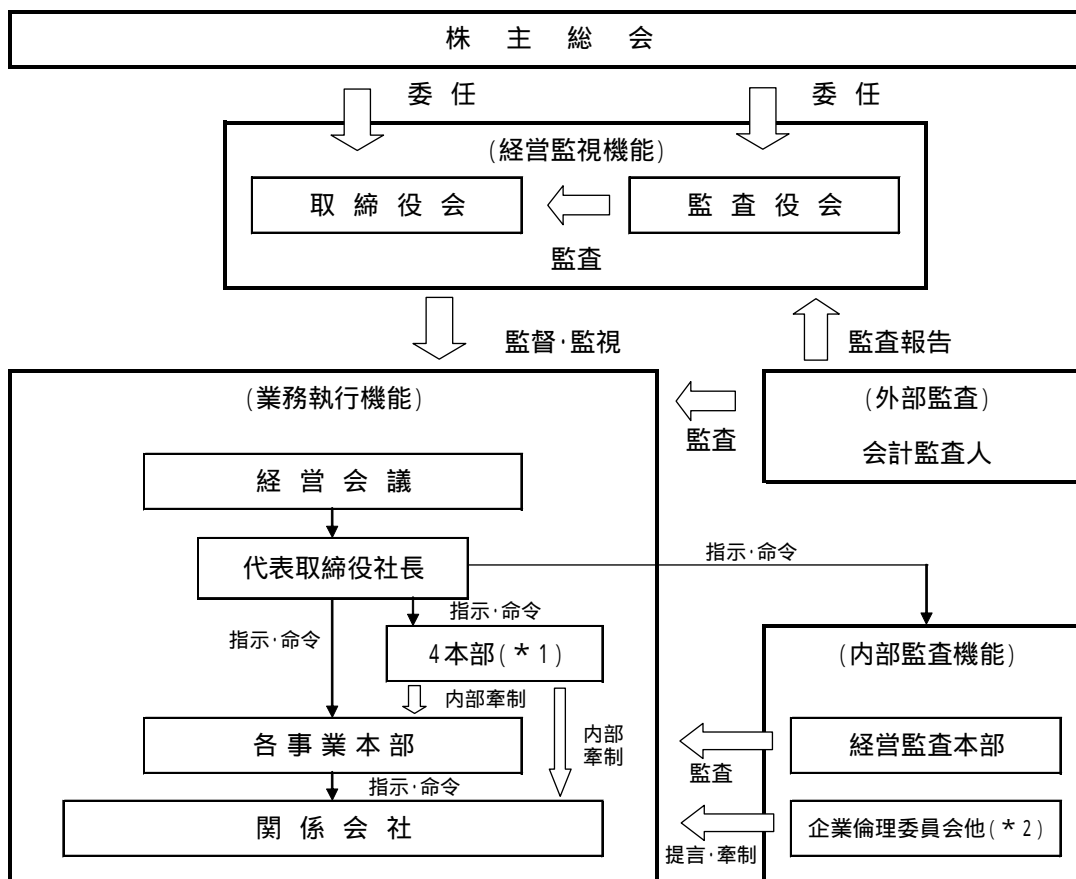 株主総会
委任 委任
(経営監視機能)
取締役会 監査役会
監査
監督·監視 監査報告
(業務執行機能) (外部監査)
監査 会計監査人
経営会議
代表取締役社長 指示·命令
指示·命令
指示·命令
4本部(*1) (内部監査機能)
内部牽制
各事業本部 内部牽制 監査 経営監査本部
指示·命令
関係会社 企業倫理委員会他(*2)
提言·牽制